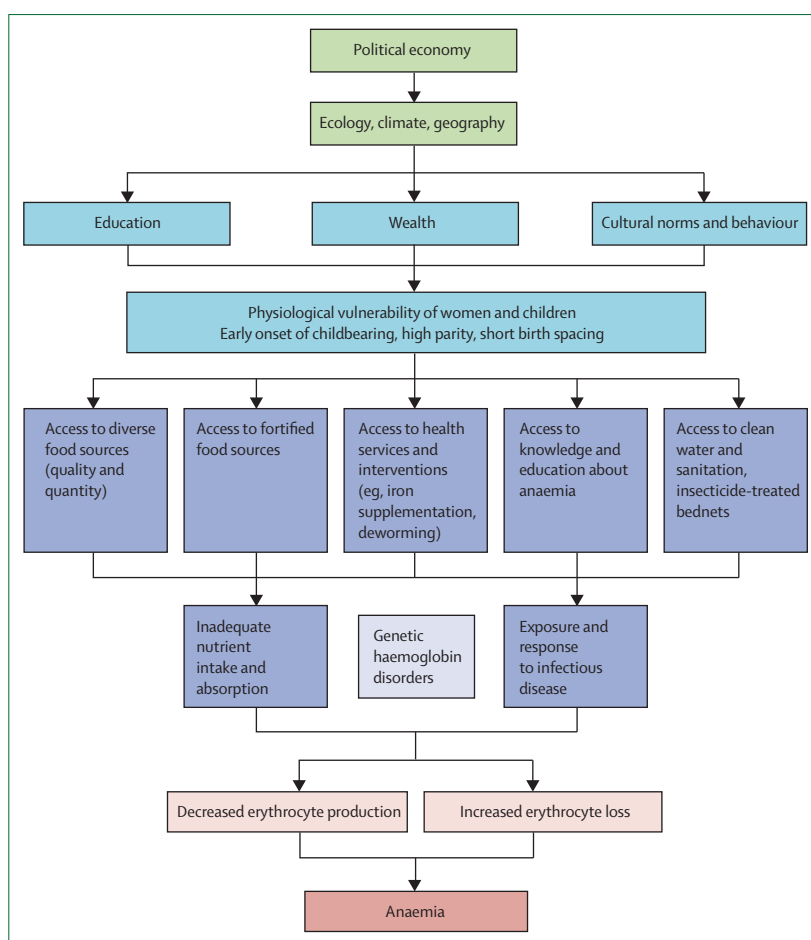 Political economy
Ecology, climate, geography
Education
Wealth
Cultural norms and behaviour
Physiological vulnerability of women and children
Early onset of childbearing, high parity, short birth spacing
Access to diverse
food sources
(quality and
quantity)
Access to fortified
food sources
Access to health
services and
interventions
(eg, iron
supplementation,
deworming)
Access to
knowledge and
education about
anaemia
Access to clean
water and
sanitation,
insecticide-treated
bednets
Inadequate
nutrient
intake and
absorption
Genetic
haemoglobin
disorders
Exposure and
response
to infectious
disease
Decreased erythrocyte production
Increased erythrocyte loss
Anaemia